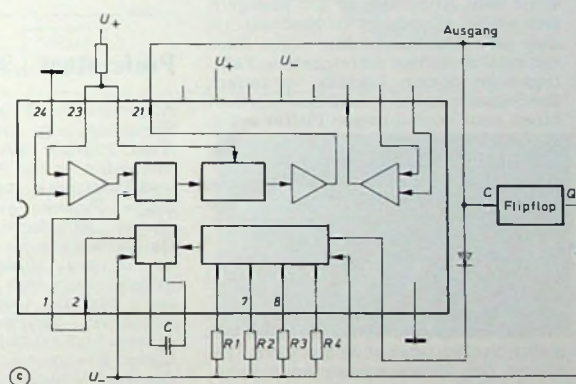 U+
Ausgang
U+
U-
24
23
21
C
Flipflop
Q
1
2
7
8
C
R1
R2
R3
R4
U-
c